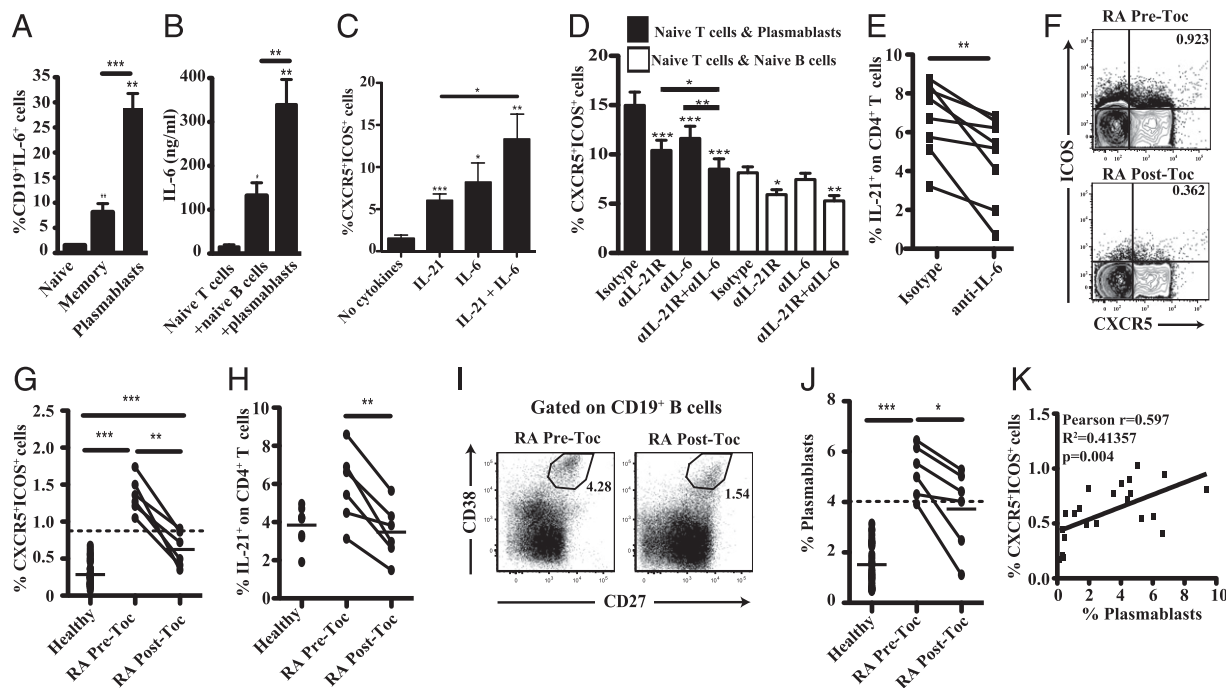 A
%CD19⁺IL-6⁺ cells
35
30
25
20
15
10
5
0
***
**
**
Naive
Memory
Plasmablasts
B
IL-6 (ng/ml)
400
300
200
100
0
**
**
Naive T cells
+naive B cells
+plasmablasts
C
%CXCR5⁺ICOS⁺ cells
20
15
10
5
0
*
**
*
***
No cytokines
IL-21
IL-6
IL-21 + IL-6
D
Naive T cells & Plasmablasts
Naive T cells & Naive B cells
% CXCR5⁺ICOS⁺ cells
20
15
10
5
0
*
**
***
***
***
*
**
Isotype
αIL-21R
αIL-6
αIL-21R+αIL-6
Isotype
αIL-21R
αIL-6
αIL-21R+αIL-6
E
% IL-21⁺ on CD4⁺ T cells
10
8
6
4
2
0
**
Isotype
anti-IL-6
F
RA Pre-Toc
0.923
RA Post-Toc
0.362
ICOS
CXCR5
G
% CXCR5⁺ICOS⁺ cells
2.5
2.0
1.5
1.0
0.5
0.0
***
***
**
Healthy
RA Pre-Toc
RA Post-Toc
H
% IL-21⁺ on CD4⁺ T cells
10
8
6
4
2
0
**
Healthy
RA Pre-Toc
RA Post-Toc
I
Gated on CD19⁺ B cells
RA Pre-Toc
RA Post-Toc
4.28
1.54
CD38
CD27
J
% Plasmablasts
8
6
4
2
0
***
*
Healthy
RA Pre-Toc
RA Post-Toc
K
% CXCR5⁺ICOS⁺ cells
1.5
1.0
0.5
0.0
Pearson r=0.597
R²=0.41357
p=0.004
0 2 4 6 8 10
% Plasmablasts